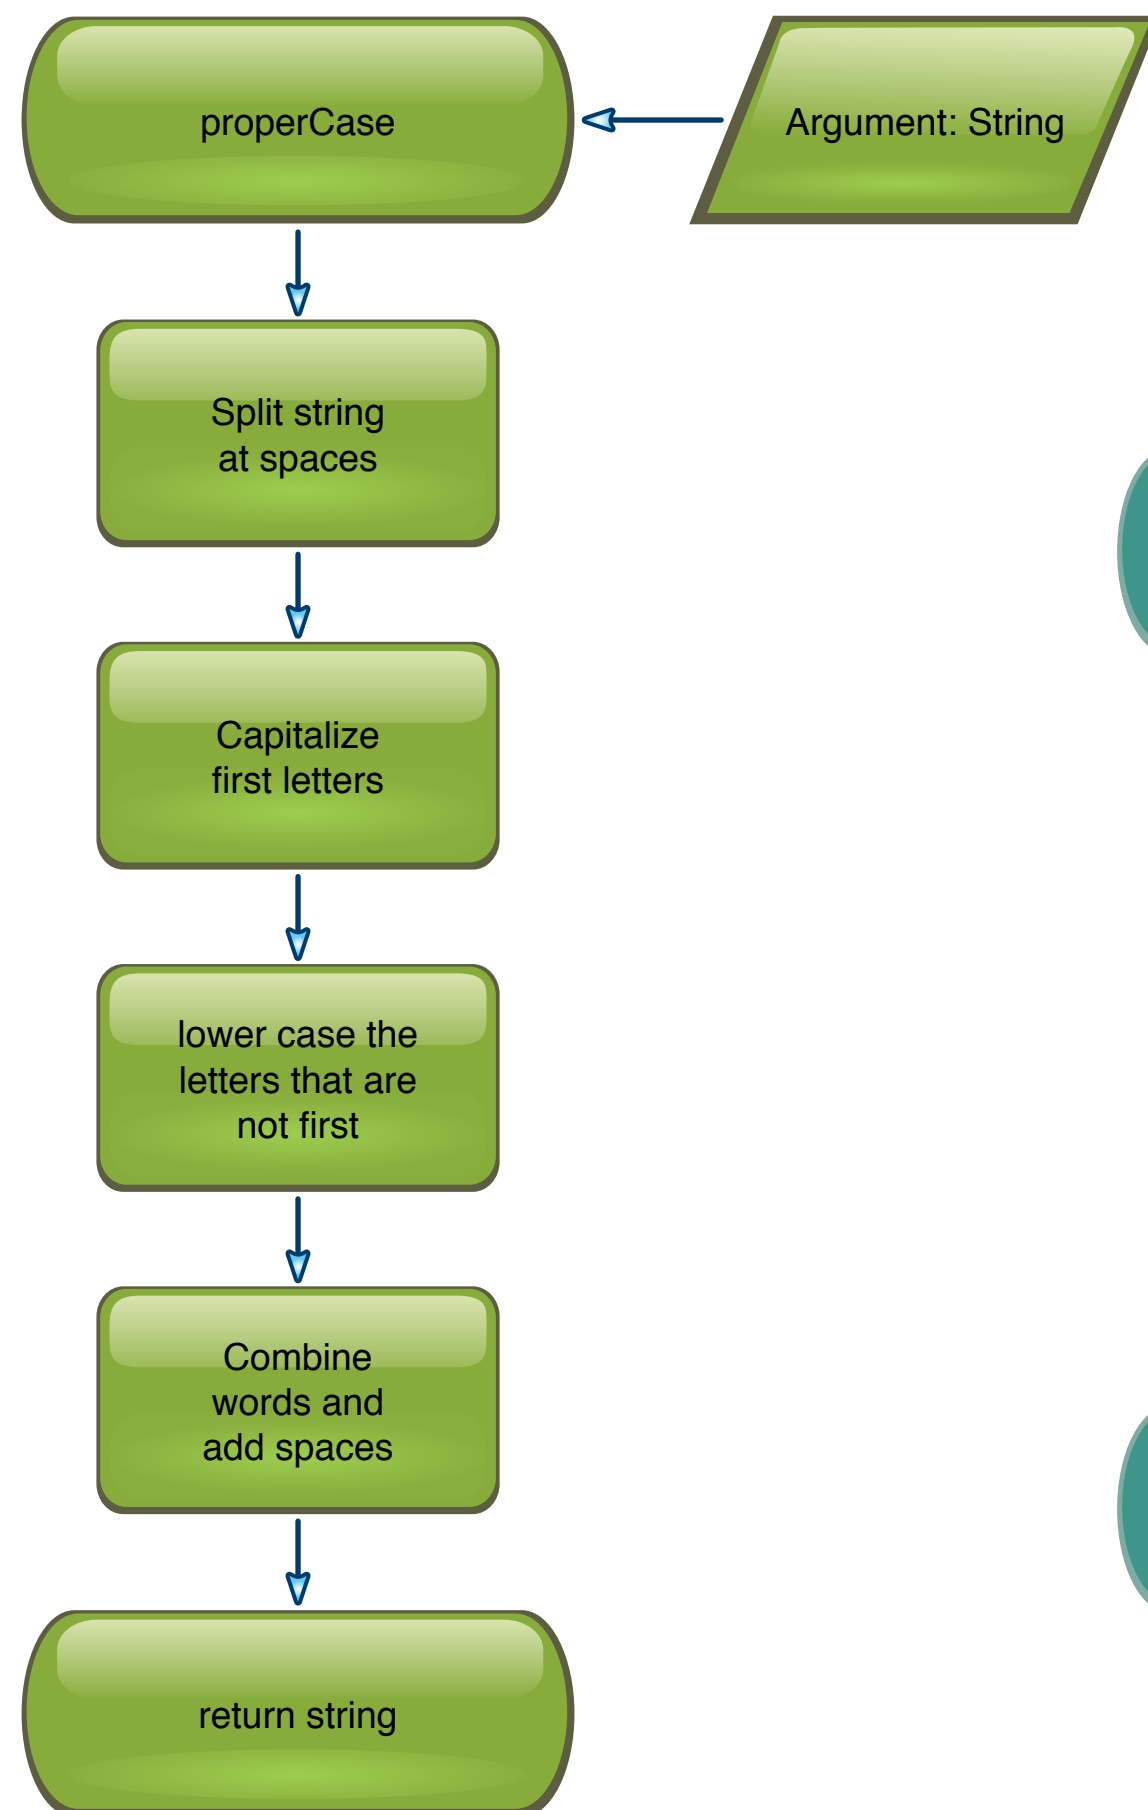 properCase
Argument: String
Split string
at spaces
Capitalize
first letters
lower case the
letters that are
not first
Combine
words and
add spaces
return string